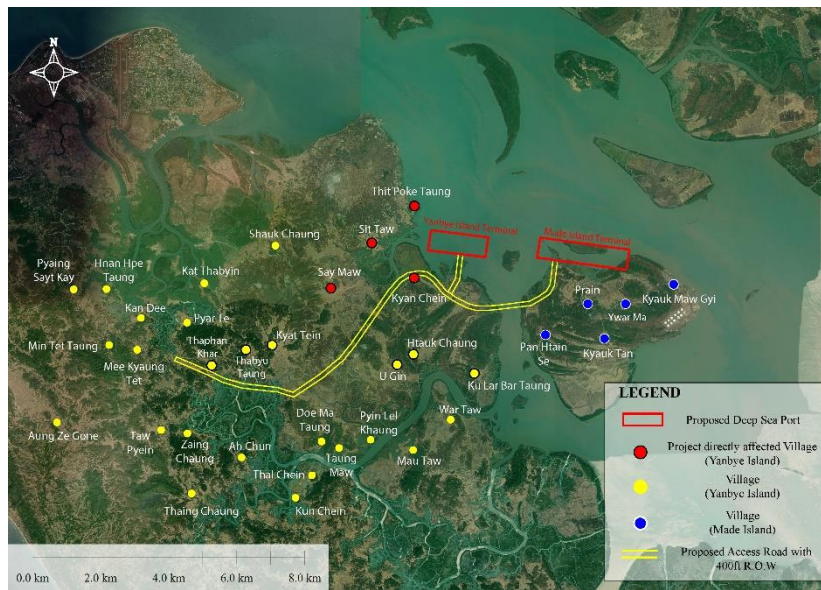 N
Thit Poke Taung
Yanbye Island Terminal
Made Island Terminal
Sit Taw
Shauk Chaung
Pyaing
Sayt Kay
Hnan Hpe
Taung
Kat Thabyin
Say Maw
Kyan Chein
Kyauk Maw Gyi
Prain
Ywar Ma
Kan Dee
Pyar Te
Kyat Tein
Thaphan
Khar
Thabyu
Taung
Htauk Chaung
Pan Htain
Se
Kyauk Tan
Min Tet Taung
Mee Kyaung
Tet
U Gin
Ku Lar Bar Taung
Aung Ze Gone
Taw
Pyein
Zaing
Chaung
Ah Chun
Doe Ma
Taung
Pyin Lel
Khaung
War Taw
Taung
Maw
Mau Taw
Thal Chein
Thaing Chaung
Kun Chein
LEGEND
Proposed Deep Sea Port
Project directly affected Village
(Yanbye Island)
Village
(Yanbye Island)
Village
(Made Island)
Proposed Access Road with
400ft R.O.W
0.0 km 2.0 km 4.0 km 6.0 km 8.0 km